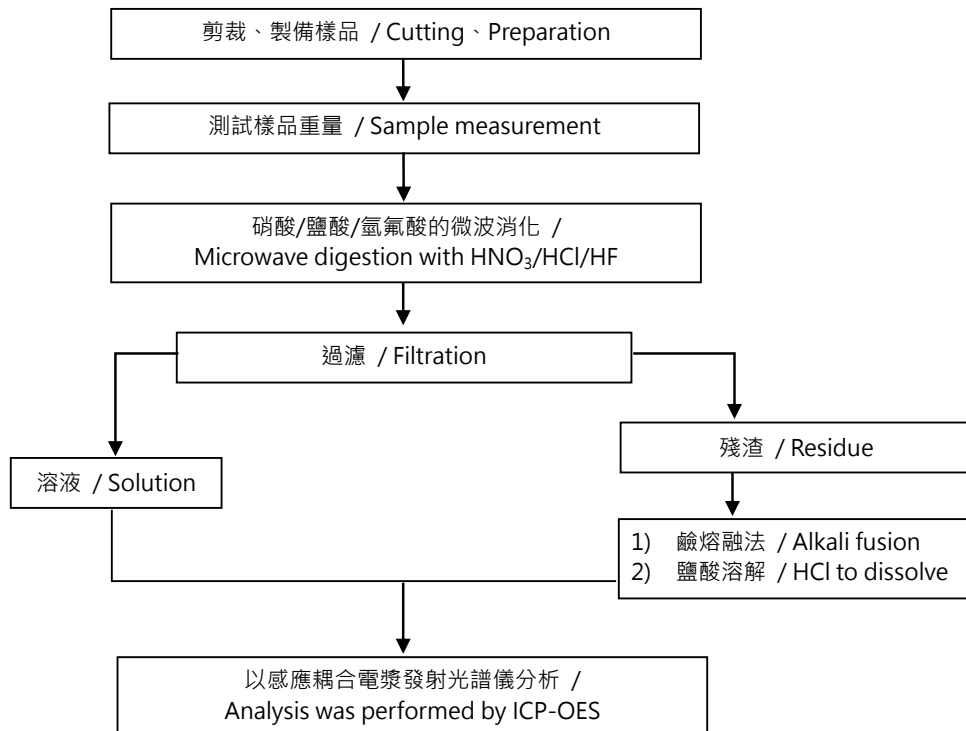 剪裁、製備樣品 / Cutting、Preparation
測試樣品重量 / Sample measurement
硝酸/鹽酸/氫氟酸的微波消化 /
Microwave digestion with HNO₃/HCl/HF
過濾 / Filtration
溶液 / Solution
殘渣 / Residue
1) 鹼熔融法 / Alkali fusion
2) 鹽酸溶解 / HCl to dissolve
以感應耦合電漿發射光譜儀分析 /
Analysis was performed by ICP-OES